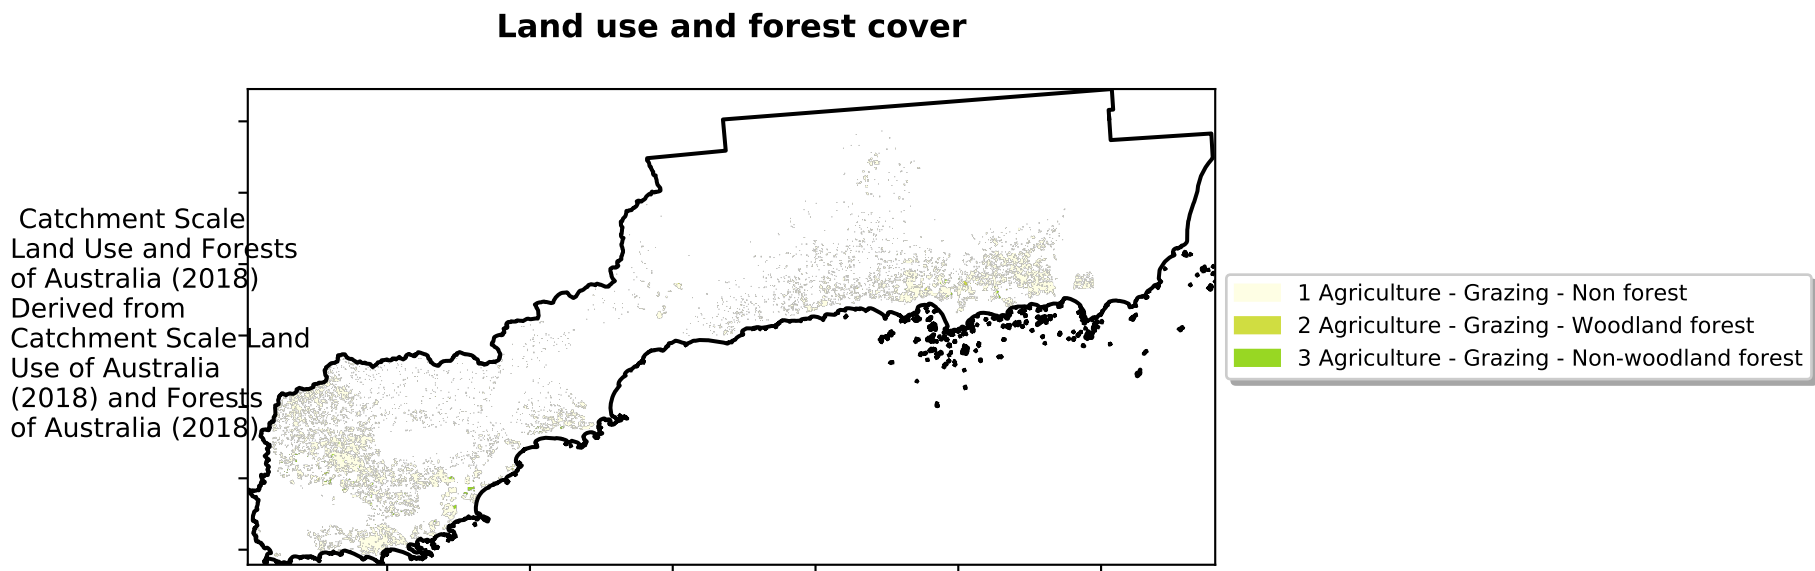 Land use and forest cover
Catchment Scale
Land Use and Forests
of Australia (2018)
Derived from
Catchment Scale Land
Use of Australia
(2018) and Forests
of Australia (2018)
1 Agriculture - Grazing - Non forest
2 Agriculture - Grazing - Woodland forest
3 Agriculture - Grazing - Non-woodland forest